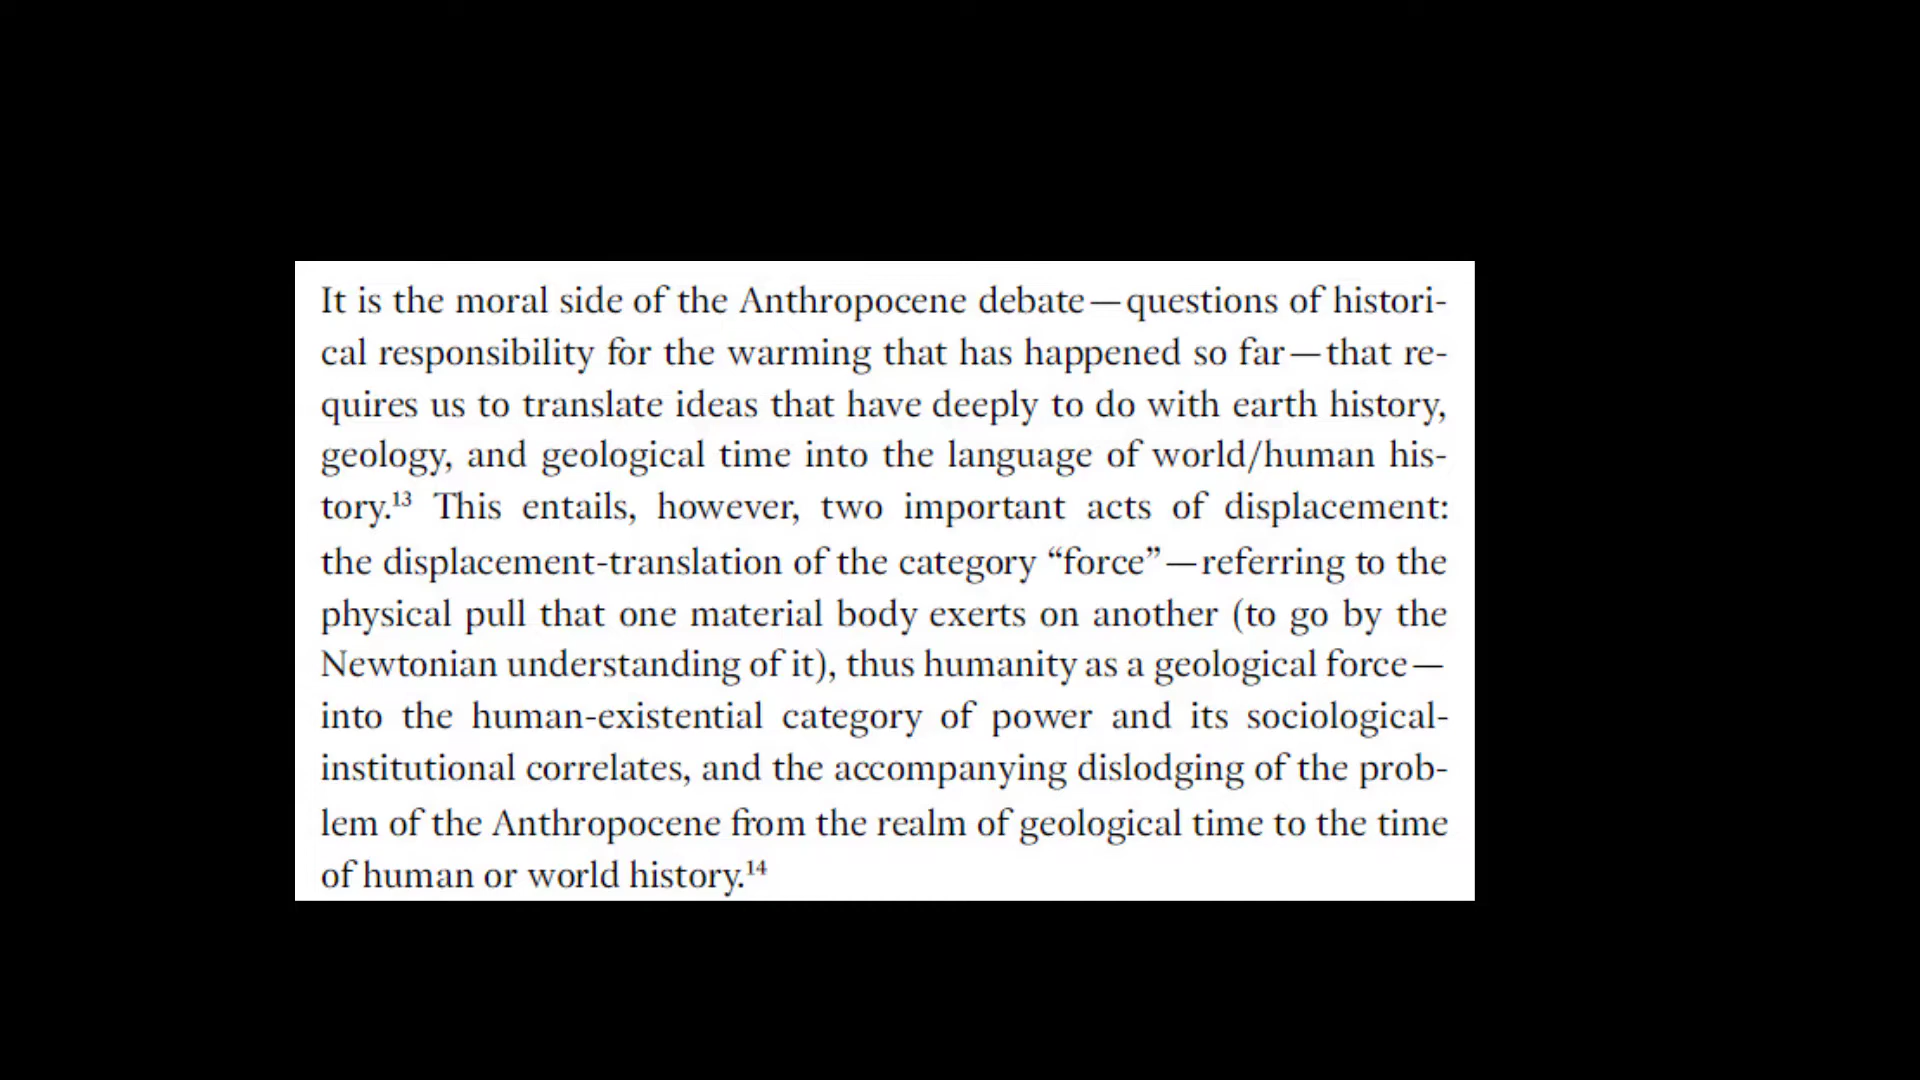 It is the moral side of the Anthropocene debate—questions of histori-
cal responsibility for the warming that has happened so far—that re-
quires us to translate ideas that have deeply to do with earth history,
geology, and geological time into the language of world/human his-
tory.¹³ This entails, however, two important acts of displacement:
the displacement-translation of the category “force”—referring to the
physical pull that one material body exerts on another (to go by the
Newtonian understanding of it), thus humanity as a geological force—
into the human-existential category of power and its sociological-
institutional correlates, and the accompanying dislodging of the prob-
lem of the Anthropocene from the realm of geological time to the time
of human or world history.¹⁴